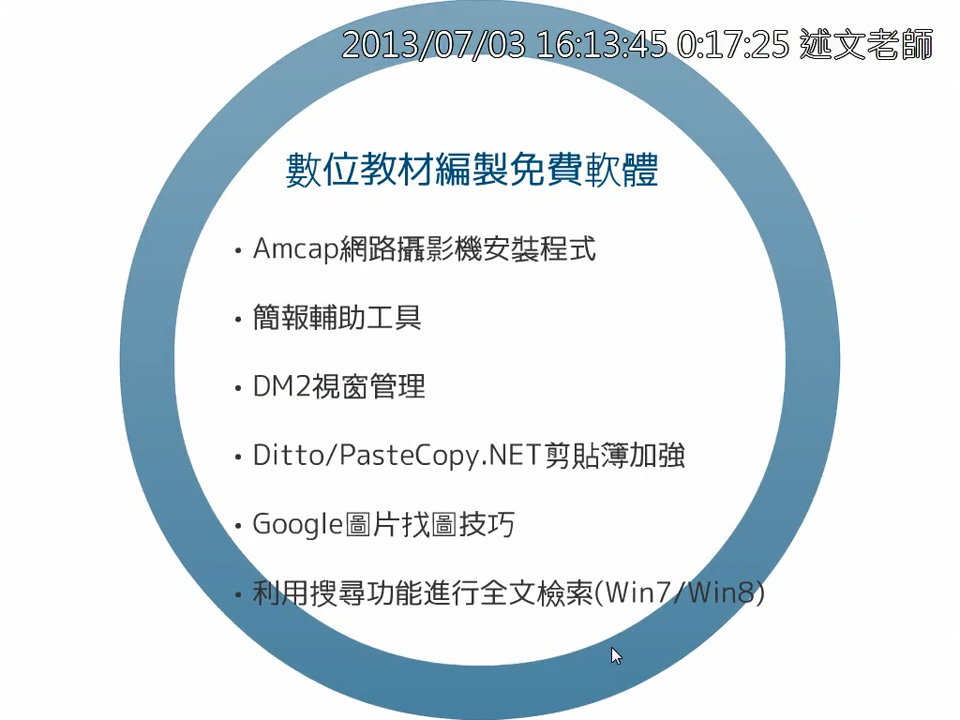 2013/07/03 16:13:45 0:17:25 述文老師
數位教材編製免費軟體
• Amcap網路攝影機安裝程式
• 簡報輔助工具
• DM2視窗管理
• Ditto/PasteCopy.NET剪貼簿加強
• Google圖片找圖技巧
• 利用搜尋功能進行全文檢索(Win7/Win8)